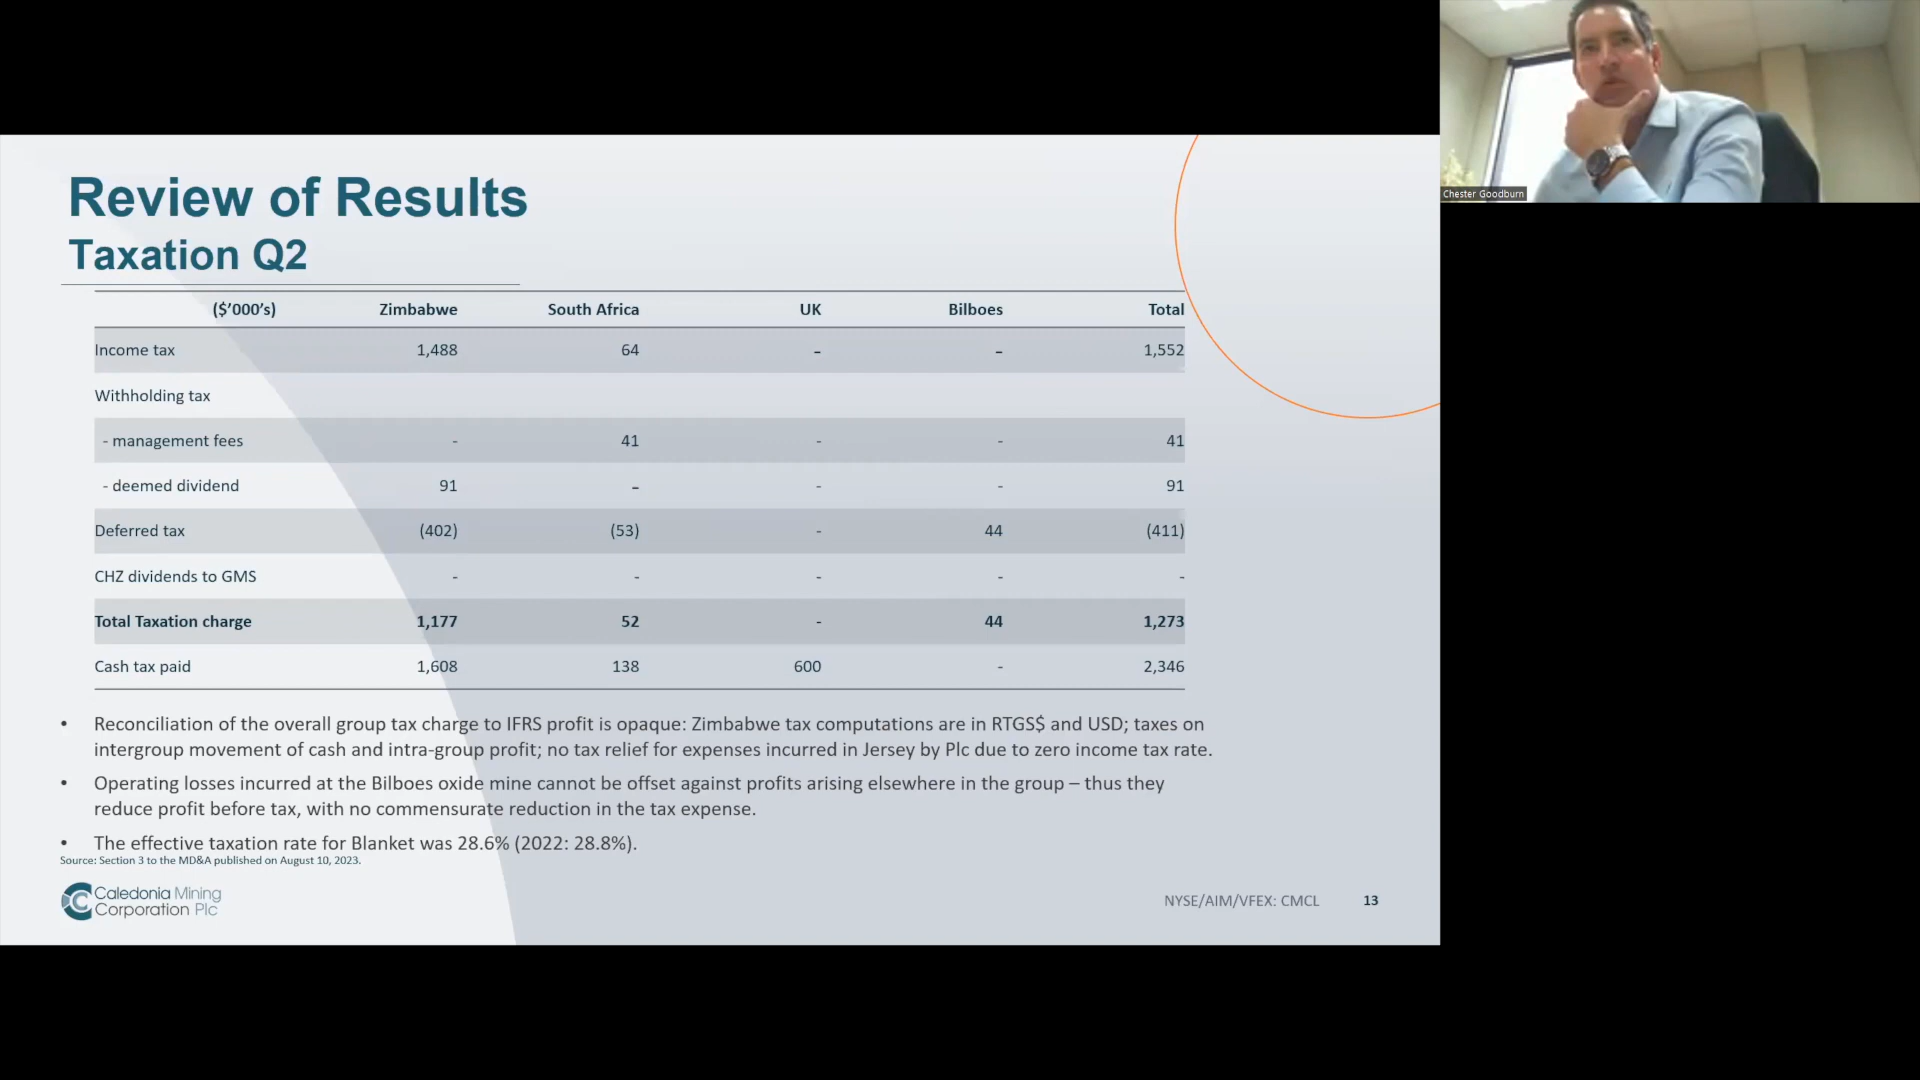 Review of Results
Taxation Q2
($'000's) Zimbabwe South Africa UK Bilboes Total
Income tax 1,488 64 – – 1,552
Withholding tax
- management fees - 41 - - 41
- deemed dividend 91 – - - 91
Deferred tax (402) (53) - 44 (411)
CHZ dividends to GMS - - - - -
Total Taxation charge 1,177 52 - 44 1,273
Cash tax paid 1,608 138 600 - 2,346
• Reconciliation of the overall group tax charge to IFRS profit is opaque: Zimbabwe tax computations are in RTGS$ and USD; taxes on
intergroup movement of cash and intra-group profit; no tax relief for expenses incurred in Jersey by Plc due to zero income tax rate.
• Operating losses incurred at the Bilboes oxide mine cannot be offset against profits arising elsewhere in the group – thus they
reduce profit before tax, with no commensurate reduction in the tax expense.
• The effective taxation rate for Blanket was 28.6% (2022: 28.8%).
Source: Section 3 to the MD&A published on August 10, 2023.
Caledonia Mining
Corporation Plc
NYSE/AIM/VFEX: CMCL 13
Chester Goodburn